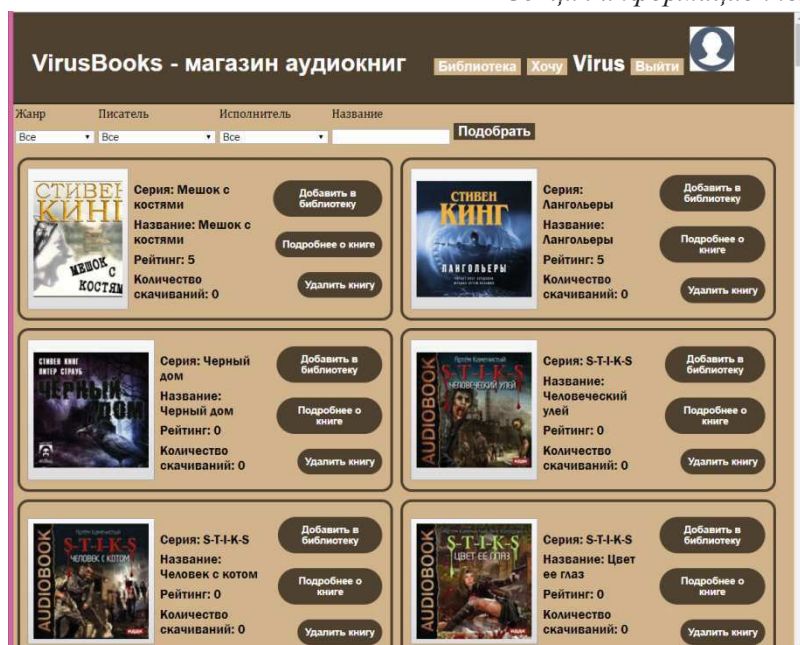 VirusBooks - магазин аудиокниг
Библиотека Хочу Virus Выйти
Жанр Писатель Исполнитель Название
Все Все Все Подобрать
СТИВЕН
КИНГ
МЕШОК
С
КОСТЯМ
Серия: Мешок с
костями
Название: Мешок с
костями
Рейтинг: 5
Количество
скачиваний: 0
Добавить в
библиотеку
Подробнее о книге
Удалить книгу
СТИВЕН
КИНГ
ЛАНГОЛЬЕРЫ
Серия:
Лангольеры
Название:
Лангольеры
Рейтинг: 5
Количество
скачиваний: 0
Добавить в
библиотеку
Подробнее о
книге
Удалить книгу
СТИВЕН КИНГ
ПИТЕР СТРАУБ
ЧЕРНЫЙ
ДОМ
Серия: Черный
дом
Название:
Черный дом
Рейтинг: 0
Количество
скачиваний: 0
Добавить в
библиотеку
Подробнее о
книге
Удалить книгу
AUDIOBOOK
Артём Каменистый
S-T-I-K-S
ЧЕЛОВЕЧЕСКИЙ УЛЕЙ
Серия: S-T-I-K-S
Название:
Человеческий
улей
Рейтинг: 0
Количество
скачиваний: 0
Добавить в
библиотеку
Подробнее о
книге
Удалить книгу
AUDIOBOOK
Артём Каменистый
S-T-I-K-S
ЧЕЛОВЕК С КОТОМ
Серия: S-T-I-K-S
Название:
Человек с котом
Рейтинг: 0
Количество
скачиваний: 0
Добавить в
библиотеку
Подробнее о
книге
Удалить книгу
AUDIOBOOK
S-T-I-K-S
ЦВЕТ ЕЕ ГЛАЗ
Серия: S-T-I-K-S
Название: Цвет
ее глаз
Рейтинг: 0
Количество
скачиваний: 0
Добавить в
библиотеку
Подробнее о
книге
Удалить книгу